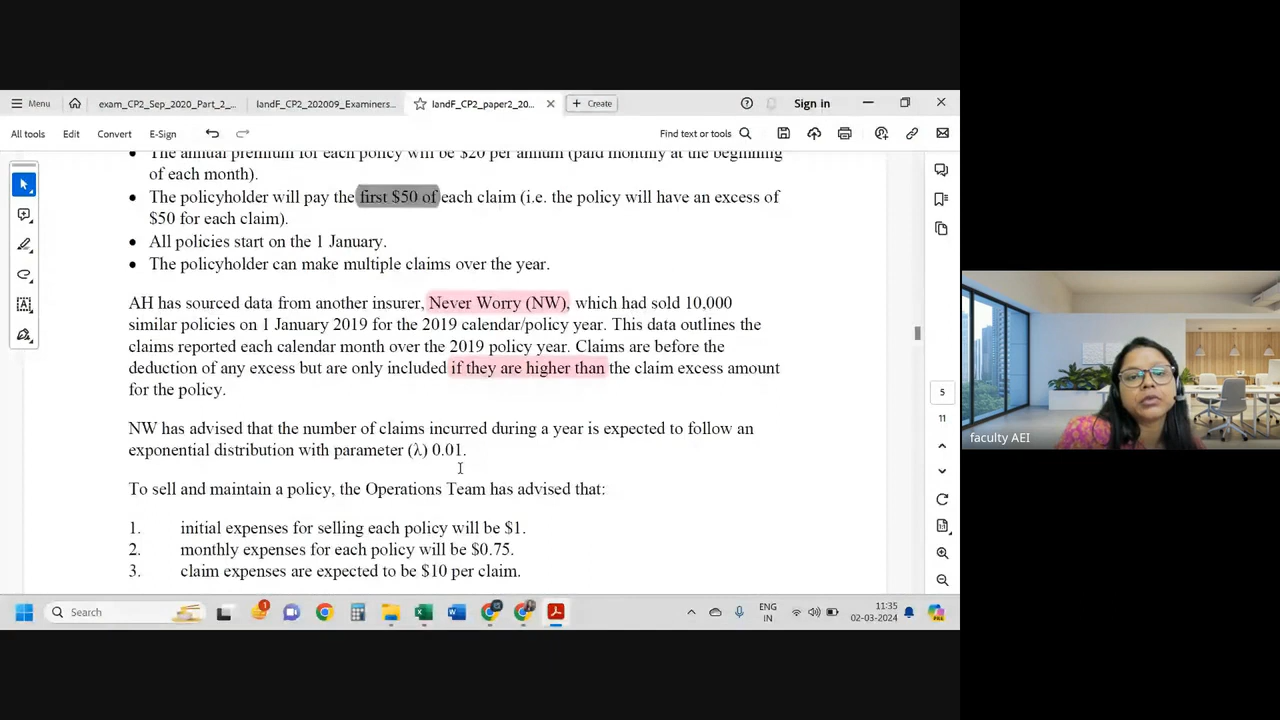 Menu
exam_CP2_Sep_2020_Part_2_...
IandF_CP2_202009_Examiners...
IandF_CP2_paper2_20...
Create
Sign in
All tools
Edit
Convert
E-Sign
Find text or tools
• The annual premium for each policy will be $20 per annum (paid monthly at the beginning
of each month).
• The policyholder will pay the first $50 of each claim (i.e. the policy will have an excess of
$50 for each claim).
• All policies start on the 1 January.
• The policyholder can make multiple claims over the year.
AH has sourced data from another insurer, Never Worry (NW), which had sold 10,000
similar policies on 1 January 2019 for the 2019 calendar/policy year. This data outlines the
claims reported each calendar month over the 2019 policy year. Claims are before the
deduction of any excess but are only included if they are higher than the claim excess amount
for the policy.
NW has advised that the number of claims incurred during a year is expected to follow an
exponential distribution with parameter (λ) 0.01.
To sell and maintain a policy, the Operations Team has advised that:
1. initial expenses for selling each policy will be $1.
2. monthly expenses for each policy will be $0.75.
3. claim expenses are expected to be $10 per claim.
5
11
faculty AEI
Search
ENG
IN
11:35
02-03-2024